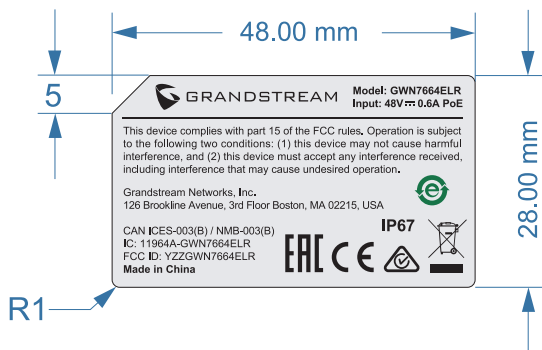 48.00 mm
5
GRANDSTREAM
Model: GWN7664ELR
Input: 48V⎓0.6A PoE
This device complies with part 15 of the FCC rules. Operation is subject
to the following two conditions: (1) this device may not cause harmful
interference, and (2) this device must accept any interference received,
including interference that may cause undesired operation.
Grandstream Networks, Inc.
126 Brookline Avenue, 3rd Floor Boston, MA 02215, USA
e
CAN ICES-003(B) / NMB-003(B)
IC: 11964A-GWN7664ELR
FCC ID: YZZGWN7664ELR
Made in China
EAC
CE
IP67
28.00 mm
R1